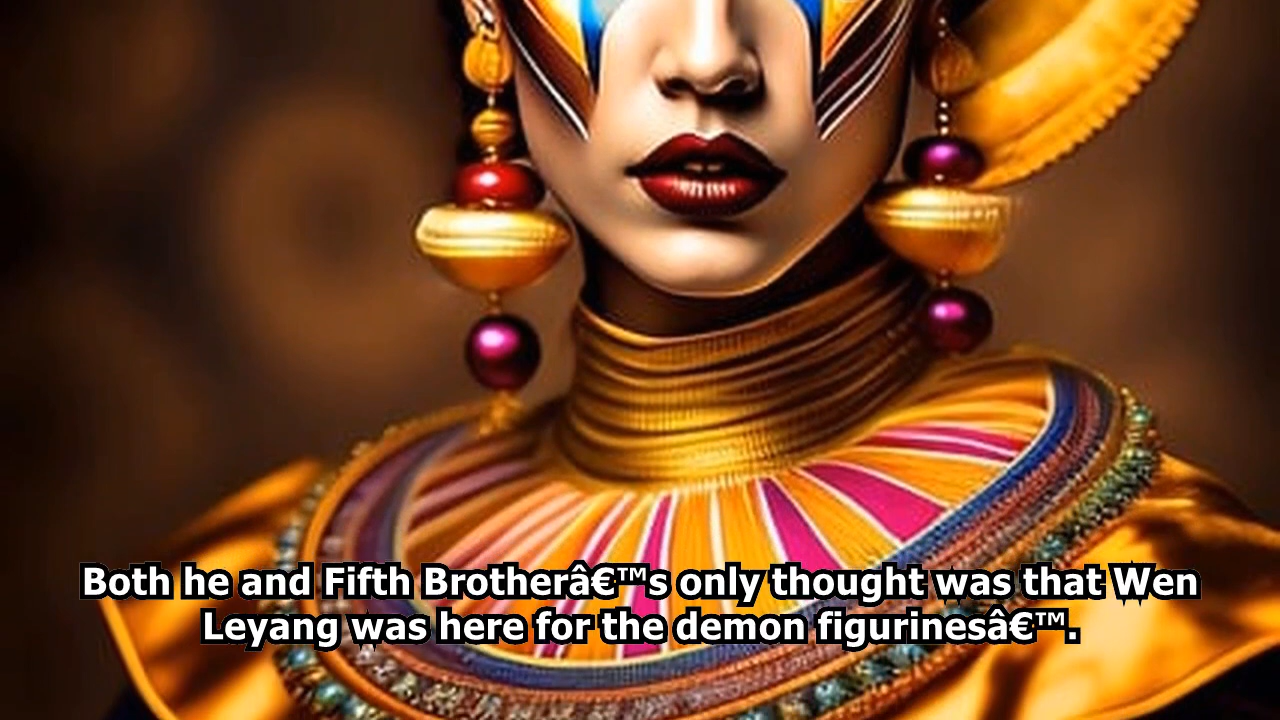 Both he and Fifth Brotherâ€™s only thought was that Wen
Leyang was here for the demon figurinesâ€™.